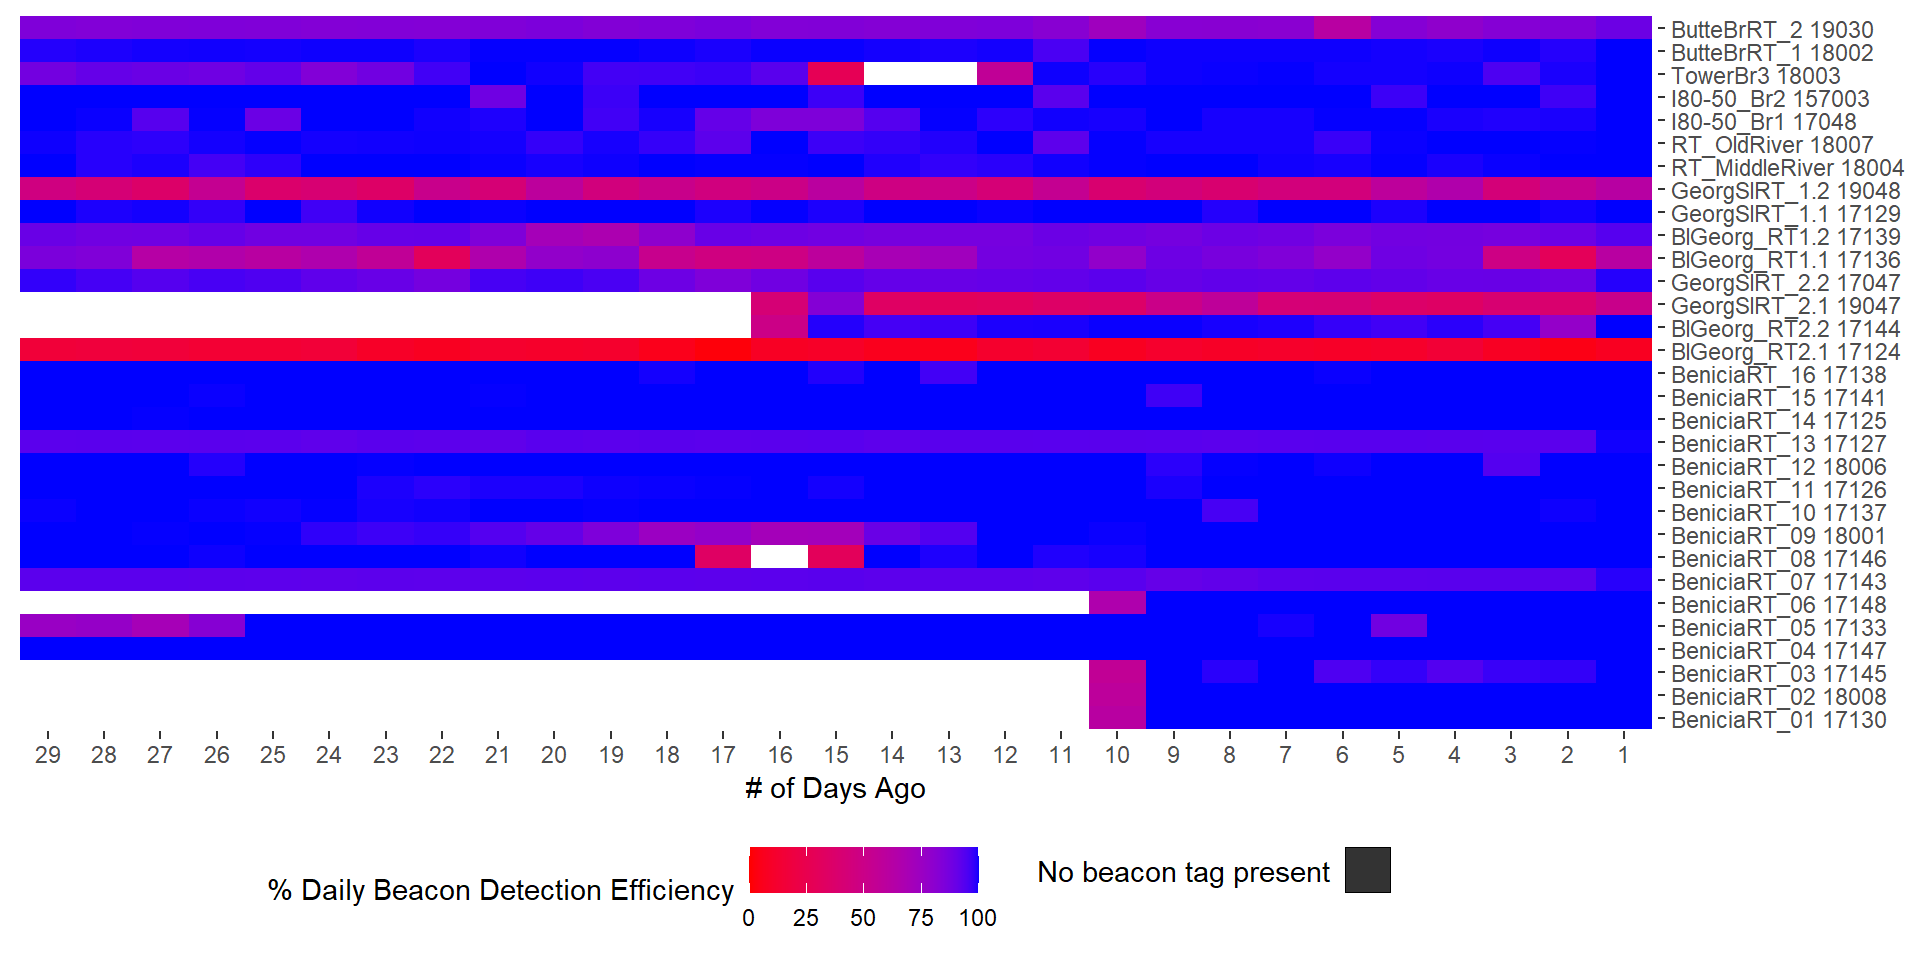 ButteBrRT_2 19030
ButteBrRT_1 18002
TowerBr3 18003
I80-50_Br2 157003
I80-50_Br1 17048
RT_OldRiver 18007
RT_MiddleRiver 18004
GeorgSlRT_1.2 19048
GeorgSlRT_1.1 17129
BlGeorg_RT1.2 17139
BlGeorg_RT1.1 17136
GeorgSlRT_2.2 17047
GeorgSlRT_2.1 19047
BlGeorg_RT2.2 17144
BlGeorg_RT2.1 17124
BeniciaRT_16 17138
BeniciaRT_15 17141
BeniciaRT_14 17125
BeniciaRT_13 17127
BeniciaRT_12 18006
BeniciaRT_11 17126
BeniciaRT_10 17137
BeniciaRT_09 18001
BeniciaRT_08 17146
BeniciaRT_07 17143
BeniciaRT_06 17148
BeniciaRT_05 17133
BeniciaRT_04 17147
BeniciaRT_03 17145
BeniciaRT_02 18008
BeniciaRT_01 17130
29 28 27 26 25 24 23 22 21 20 19 18 17 16 15 14 13 12 11 10 9 8 7 6 5 4 3 2 1
# of Days Ago
% Daily Beacon Detection Efficiency
0 25 50 75 100
No beacon tag present